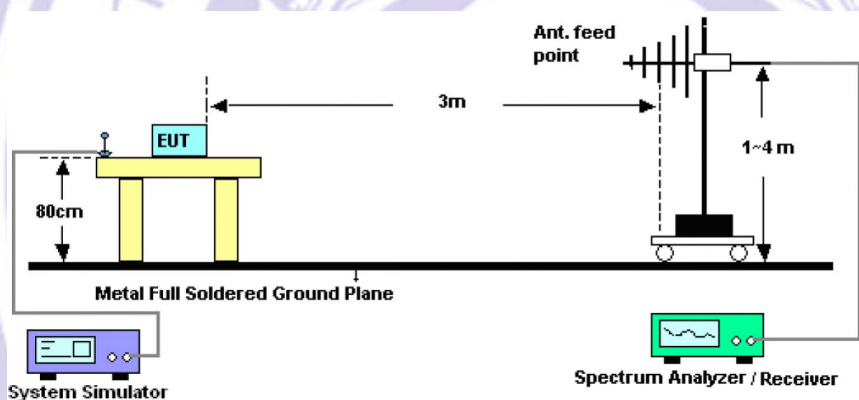 Ant. feed
point
3m
EUT
1~4 m
80cm
Metal Full Soldered Ground Plane
System Simulator
Spectrum Analyzer / Receiver